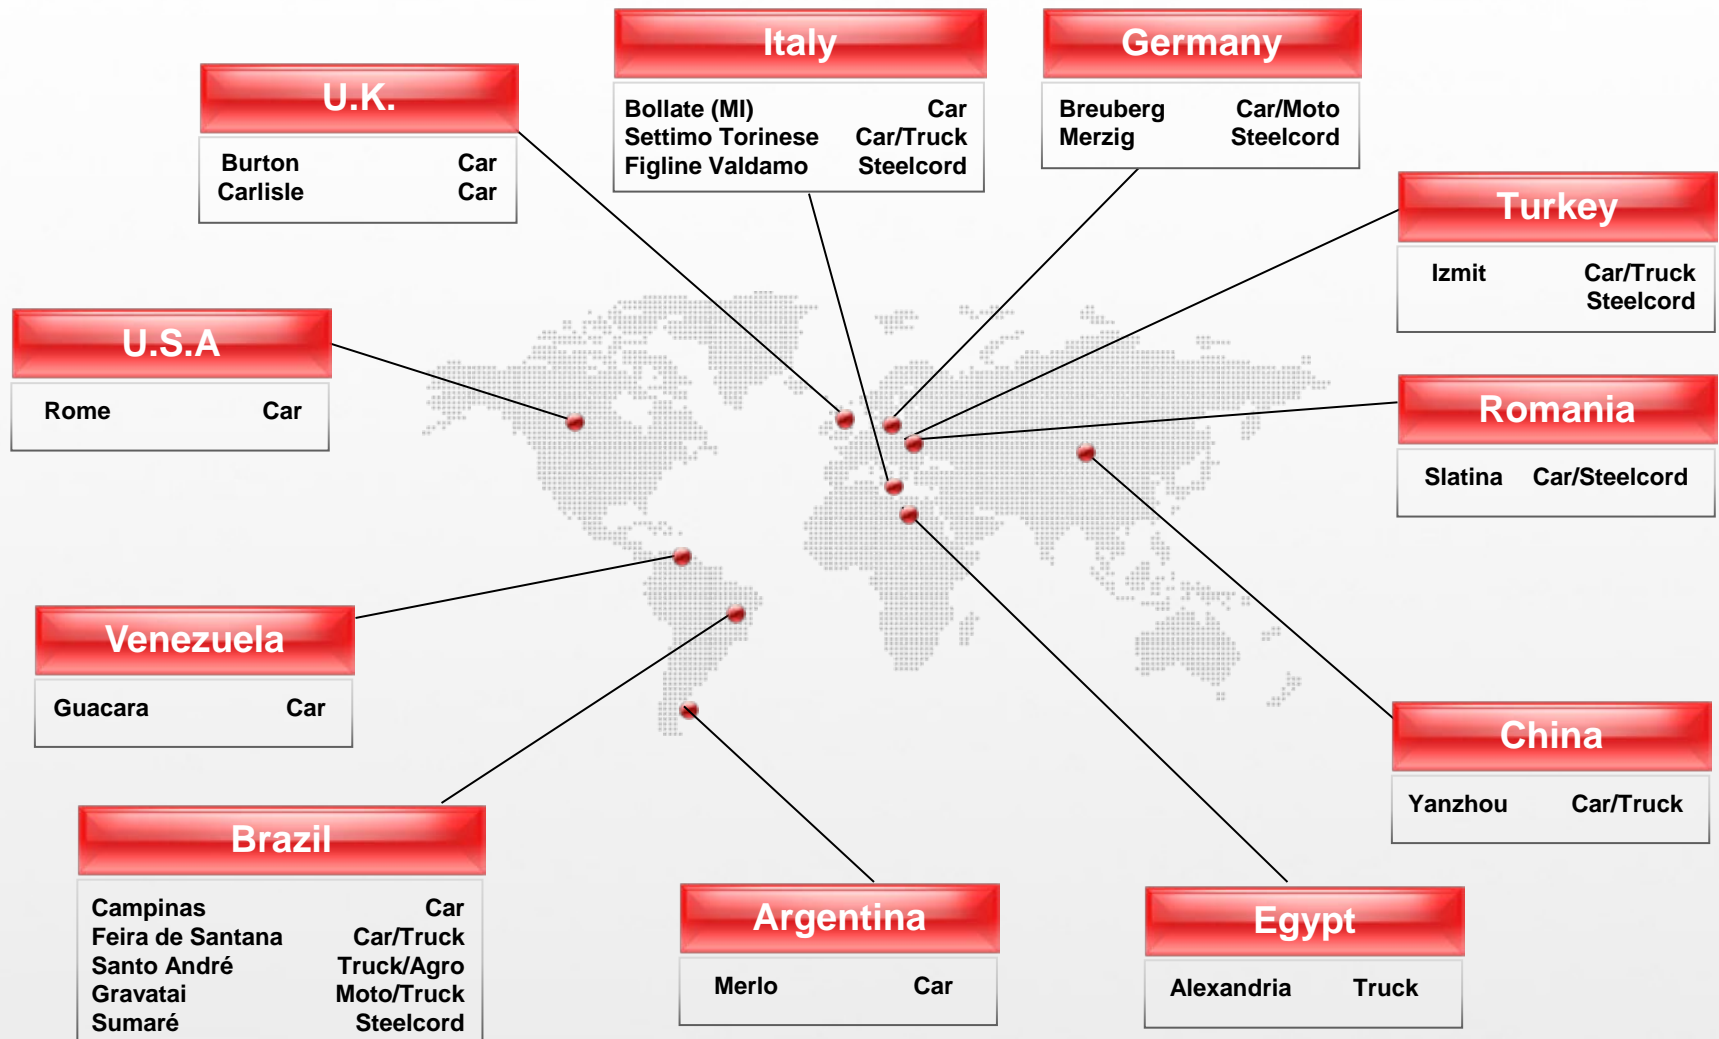 Italy
Bollate (MI) Car
Settimo Torinese Car/Truck
Figline Valdamo Steelcord
Germany
Breuberg Car/Moto
Merzig Steelcord
U.K.
Burton Car
Carlisle Car
Turkey
Izmit Car/Truck
Steelcord
U.S.A
Rome Car
Romania
Slatina Car/Steelcord
Venezuela
Guacara Car
China
Yanzhou Car/Truck
Brazil
Campinas Car
Feira de Santana Car/Truck
Santo André Truck/Agro
Gravatai Moto/Truck
Sumaré Steelcord
Argentina
Merlo Car
Egypt
Alexandria Truck